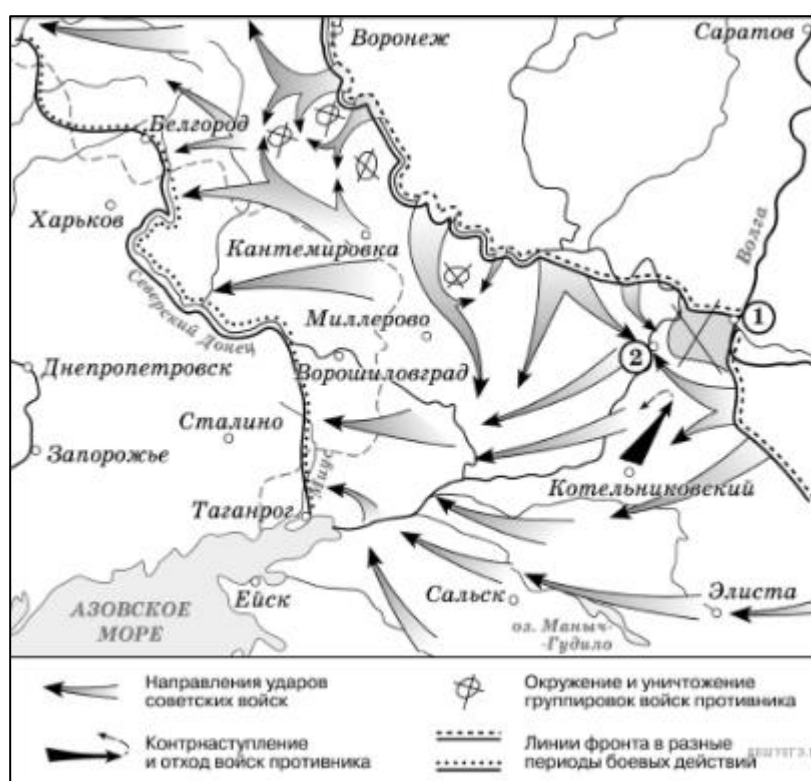 Воронеж
Саратов
Белгород
Волга
Харьков
Кантемировка
Северский Донец
Миллерово
1
2
Днепропетровск
Ворошиловград
Сталино
Запорожье
Миус
Котельниковский
Таганрог
АЗОВСКОЕ
МОРЕ
Ейск
Сальск
Элиста
оз. Маныч-
-Гудило
Направления ударов
советских войск
Окружение и уничтожение
группировок войск противника
Контрнаступление
и отход войск противника
Линии фронта в разные
периоды боевых действий